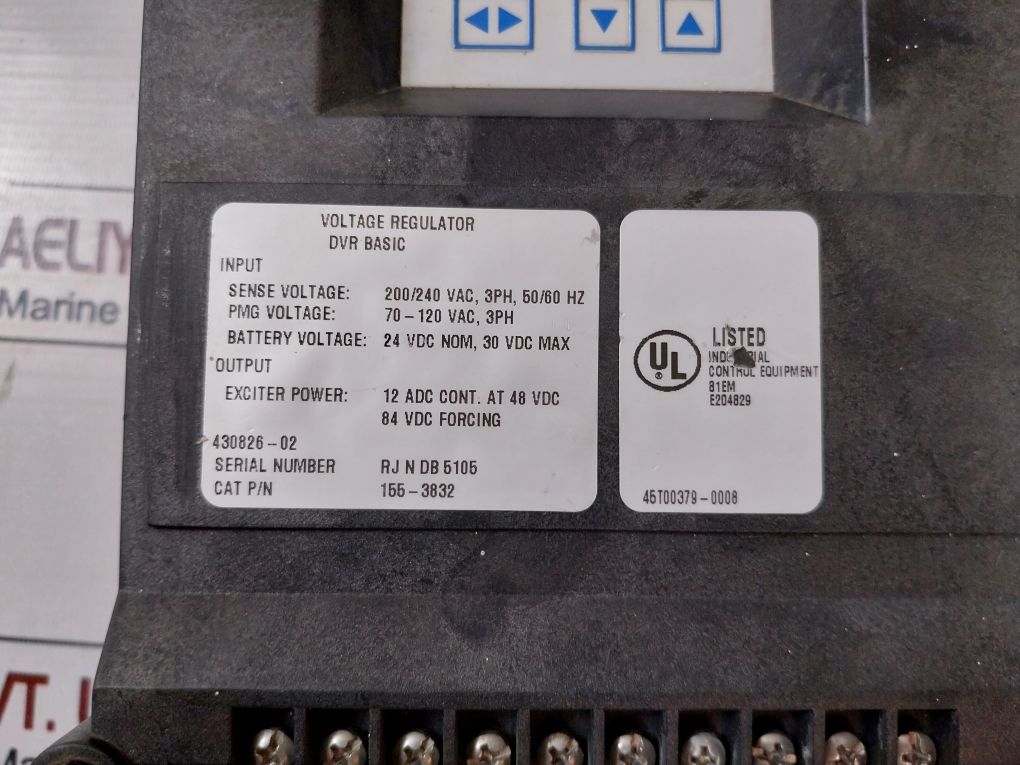 VOLTAGE REGULATOR
DVR BASIC
INPUT
SENSE VOLTAGE: 200/240 VAC, 3PH, 50/60 HZ
PMG VOLTAGE: 70-120 VAC, 3PH
BATTERY VOLTAGE: 24 VDC NOM, 30 VDC MAX
OUTPUT
EXCITER POWER: 12 ADC CONT. AT 48 VDC
84 VDC FORCING
430826-02
SERIAL NUMBER RJ N DB 5105
CAT P/N 155-3832
UL
®
LISTED
CONTROL EQUIPMENT
81EM
E204829
45T00379-0008
AELIY
Marine
VT.